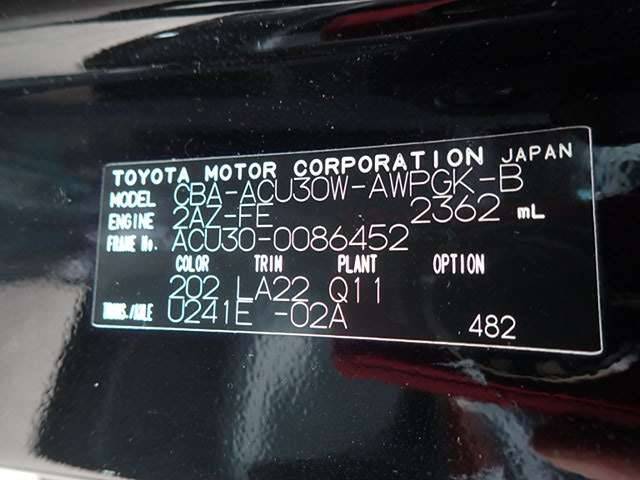 TOYOTA MOTOR CORPORATION JAPAN
MODEL CBA-ACU30W-AWPGK-B
ENGINE 2AZ-FE 2362 mL
FRAME No. ACU30-0086452
COLOR TRIM PLANT OPTION
202 LA22 Q11
TRANS./AXLE U241E -02A
482